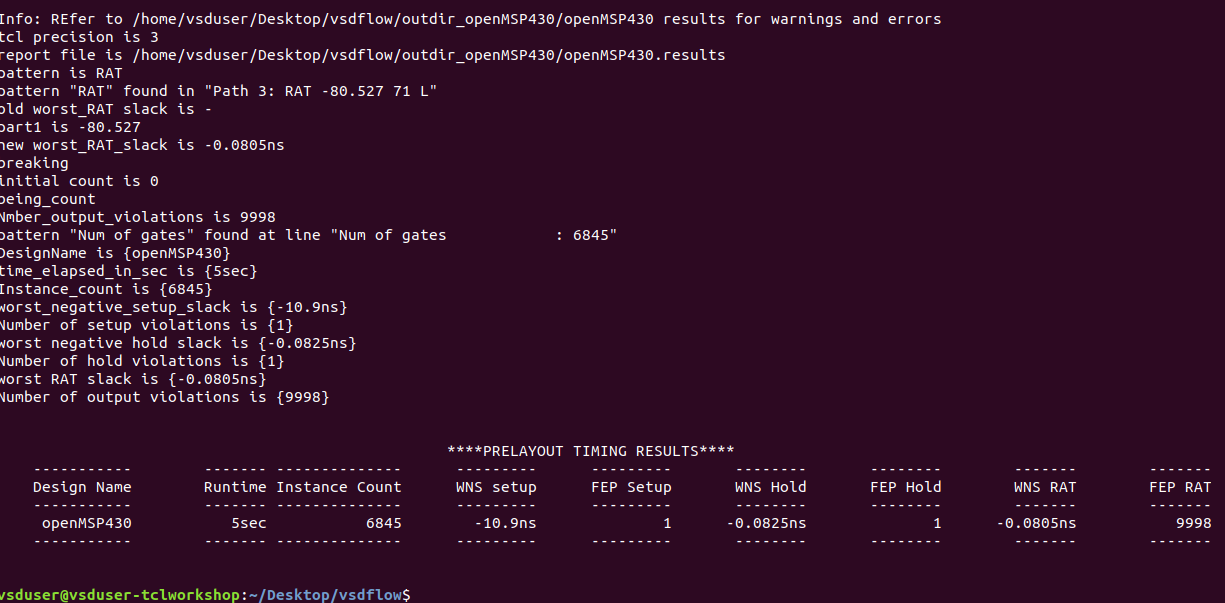 Info: REfer to /home/vsduser/Desktop/vsdflow/outdir_openMSP430/openMSP430 results for warnings and errors
tcl precision is 3
report file is /home/vsduser/Desktop/vsdflow/outdir_openMSP430/openMSP430.results
pattern is RAT
pattern "RAT" found in "Path 3: RAT -80.527 71 L"
old worst_RAT slack is -
part1 is -80.527
new worst_RAT_slack is -0.0805ns
breaking
initial count is 0
being_count
Nmber_output_violations is 9998
pattern "Num of gates" found at line "Num of gates            : 6845"
DesignName is {openMSP430}
time_elapsed_in_sec is {5sec}
Instance_count is {6845}
worst_negative_setup_slack is {-10.9ns}
Number of setup violations is {1}
worst negative hold slack is {-0.0825ns}
Number of hold violations is {1}
worst RAT slack is {-0.0805ns}
Number of output violations is {9998}
****PRELAYOUT TIMING RESULTS****
----------- ------- -------------- --------- --------- -------- -------- ------- -------
Design Name Runtime Instance Count WNS setup FEP Setup WNS Hold FEP Hold WNS RAT FEP RAT
----------- ------- -------------- --------- --------- -------- -------- ------- -------
openMSP430 5sec 6845 -10.9ns 1 -0.0825ns 1 -0.0805ns 9998
----------- ------- -------------- --------- --------- -------- -------- ------- -------
vsduser@vsduser-tclworkshop:~/Desktop/vsdflow$